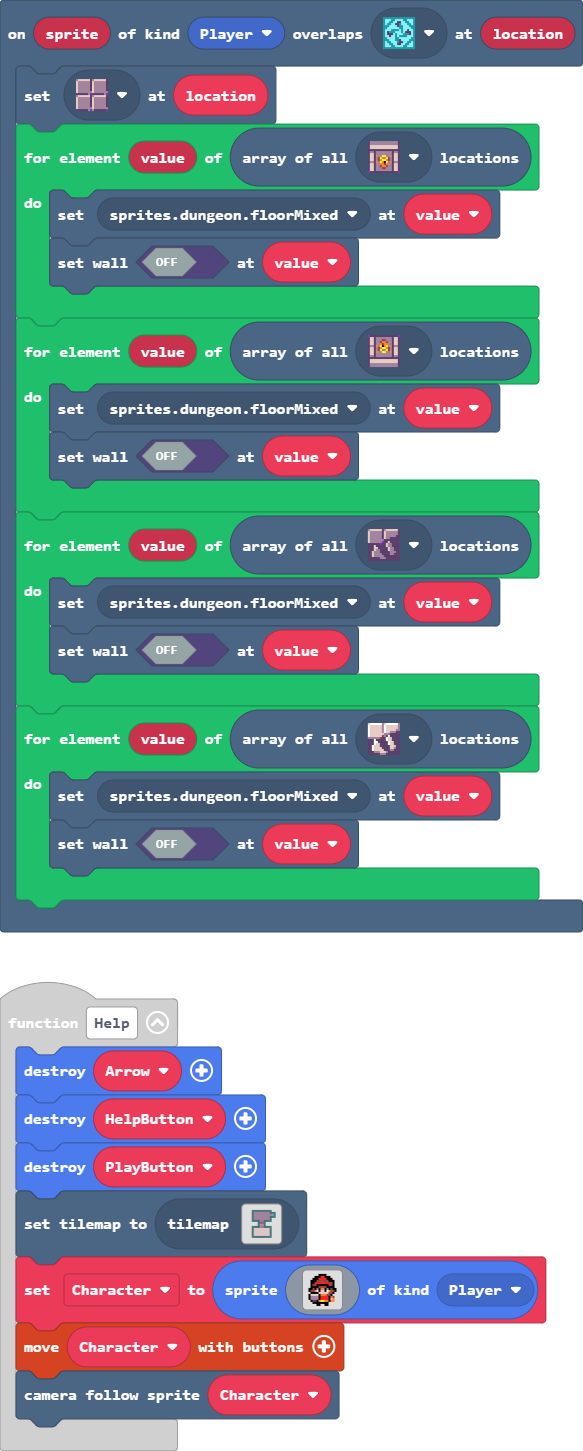 on sprite of kind Player overlaps at location
set at location
for element value of array of all locations
do set sprites.dungeon.floorMixed at value
set wall OFF at value
for element value of array of all locations
do set sprites.dungeon.floorMixed at value
set wall OFF at value
for element value of array of all locations
do set sprites.dungeon.floorMixed at value
set wall OFF at value
for element value of array of all locations
do set sprites.dungeon.floorMixed at value
set wall OFF at value
function Help
destroy Arrow
destroy HelpButton
destroy PlayButton
set tilemap to tilemap
set Character to sprite of kind Player
move Character with buttons
camera follow sprite Character